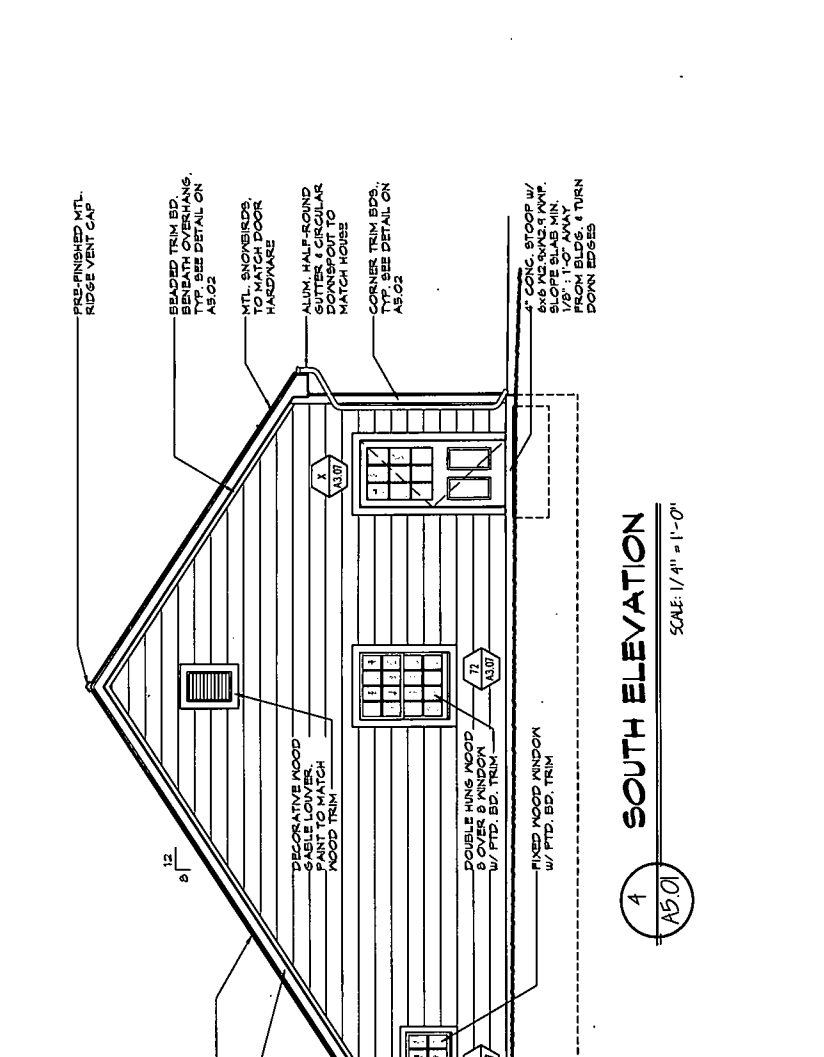 PRE-FINISHED MTL.
RIDGE VENT CAP
BEADED TRIM BD.
BENEATH OVERHANG,
TYP. SEE DETAIL ON
A5.02
MTL. SNOWBIRDS,
TO MATCH DOOR
HARDWARE
ALUM. HALF-ROUND
GUTTER & CIRCULAR
DOWNSPOUT TO
MATCH HOUSE
CORNER TRIM BDS.,
TYP. SEE DETAIL ON
A5.02
4" CONC. STOOP W/
6x6 W2.9xW2.9 WWF.
SLOPE SLAB MIN.
1/8" : 1'-0" AWAY
FROM BLDG. & TURN
DOWN EDGES
X
A3.07
72
A3.07
12
8
DECORATIVE WOOD
GABLE LOUVER.
PAINT TO MATCH
WOOD TRIM
DOUBLE HUNG WOOD
8 OVER 8 WINDOW
W/ PTD. BD. TRIM
FIXED WOOD WINDOW
W/ PTD. BD. TRIM
4
A5.01
SOUTH ELEVATION
SCALE: 1/4" = 1'-0"